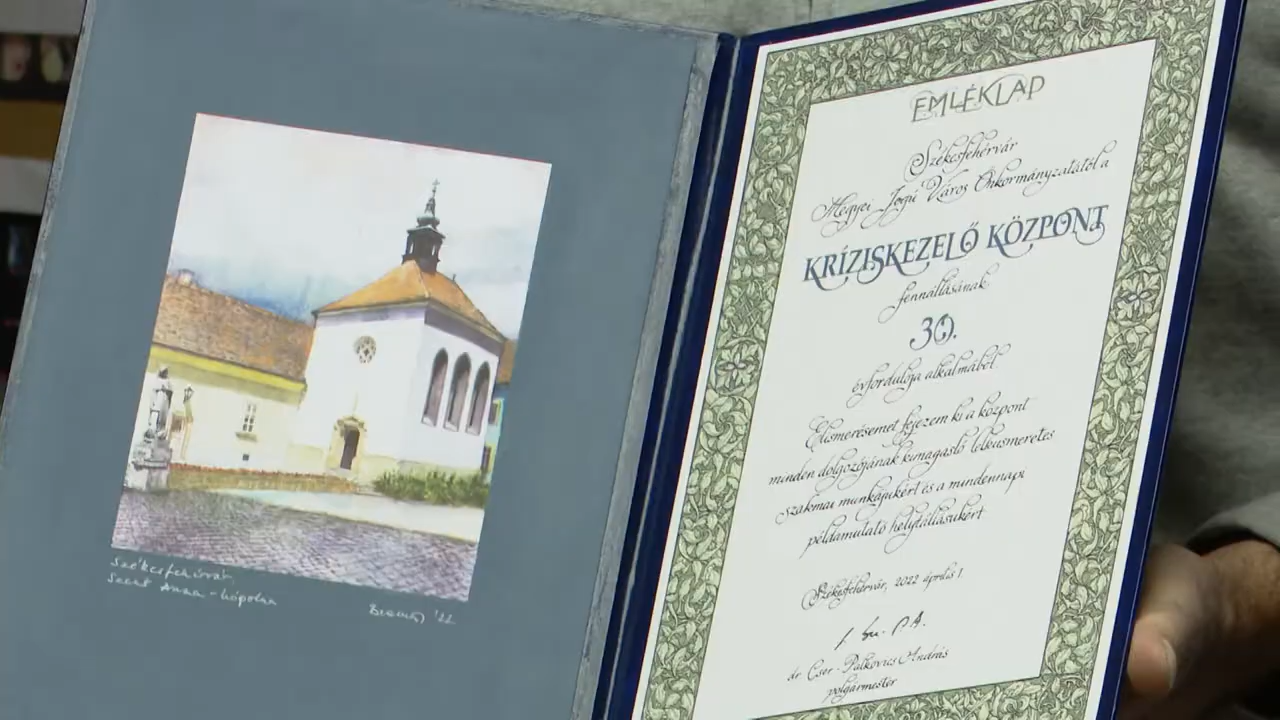 Székesfehérvár
Szent Anna-kápolna
'22
EMLÉKLAP
Székesfehérvár
Megyei Jogú Város Önkormányzatától a
KRÍZISKEZELŐ KÖZPONT
fennállásának
30.
évfordulója alkalmából
Elismerésemet fejezem ki a központ
minden dolgozójának kimagasló lelkiismeretes
szakmai munkájukért és a mindennapi
példamutató helytállásukért
Székesfehérvár, 2022 április 1
dr. Cser-Palkovics András
polgármester